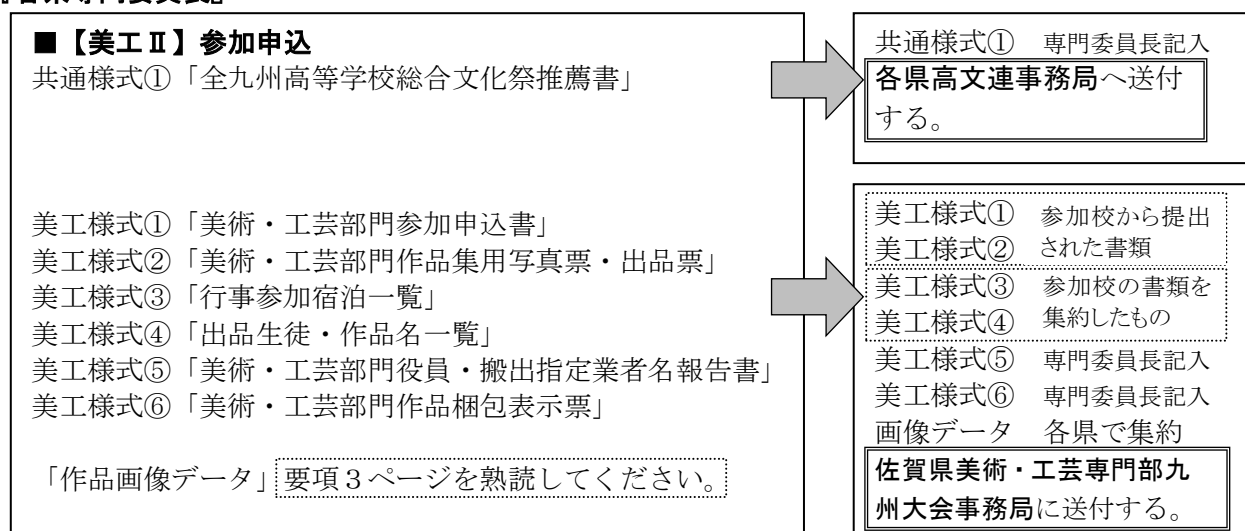 ■【美工Ⅱ】参加申込
共通様式①「全九州高等学校総合文化祭推薦書」
美工様式①「美術・工芸部門参加申込書」
美工様式②「美術・工芸部門作品集用写真票・出品票」
美工様式③「行事参加宿泊一覧」
美工様式④「出品生徒・作品名一覧」
美工様式⑤「美術・工芸部門役員・搬出指定業者名報告書」
美工様式⑥「美術・工芸部門作品梱包表示票」
「作品画像データ」要項3ページを熟読してください。
共通様式① 専門委員長記入
各県高文連事務局へ送付
する。
美工様式① 参加校から提出
美工様式② された書類
美工様式③ 参加校の書類を
美工様式④ 集約したもの
美工様式⑤ 専門委員長記入
美工様式⑥ 専門委員長記入
画像データ 各県で集約
佐賀県美術・工芸専門部九
州大会事務局に送付する。